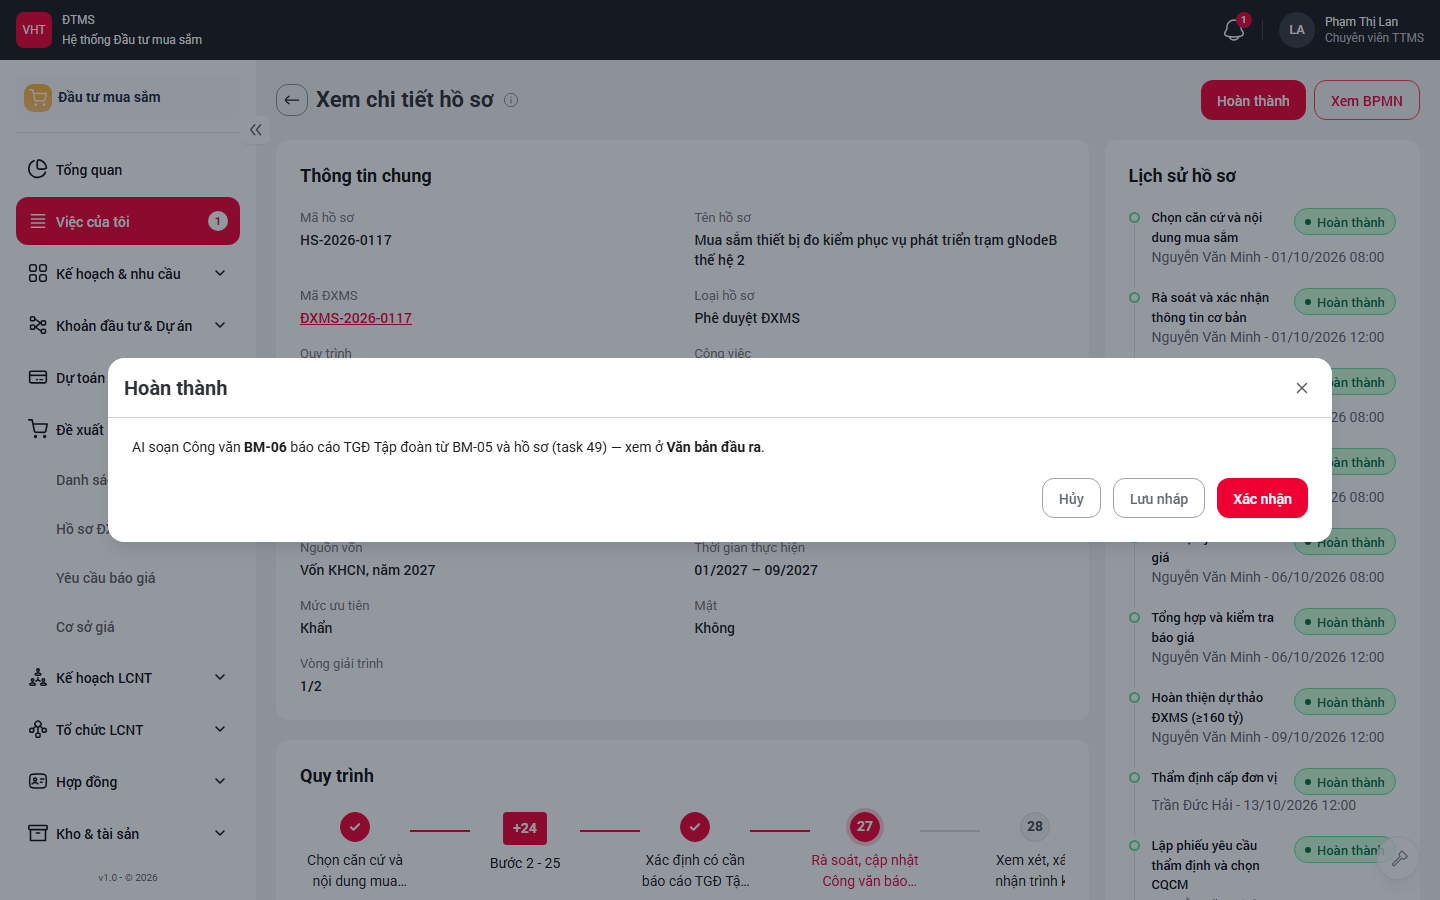 VHT
ĐTMS
Hệ thống Đầu tư mua sắm
1
LA
Phạm Thị Lan
Chuyên viên TTMS
Đầu tư mua sắm
Tổng quan
Việc của tôi
1
Kế hoạch & nhu cầu
Khoản đầu tư & Dự án
Dự toán
Đề xuất
Hồ sơ
Yêu cầu báo giá
Cơ sở giá
Kế hoạch LCNT
Tổ chức LCNT
Hợp đồng
Kho & tài sản
v1.0 - © 2026
Xem chi tiết hồ sơ
Hoàn thành
Xem BPMN
Thông tin chung
Mã hồ sơ
HS-2026-0117
Tên hồ sơ
Mua sắm thiết bị đo kiểm phục vụ phát triển trạm gNodeB
thế hệ 2
Mã ĐXMS
ĐXMS-2026-0117
Loại hồ sơ
Phê duyệt ĐXMS
Quy trình
Công việc
Hoàn thành
AI soạn Công văn BM-06 báo cáo TGĐ Tập đoàn từ BM-05 và hồ sơ (task 49) — xem ở Văn bản đầu ra.
Hủy
Lưu nháp
Xác nhận
Nguồn vốn
Vốn KHCN, năm 2027
Thời gian thực hiện
01/2027 – 09/2027
Mức ưu tiên
Khẩn
Mật
Không
Vòng giải trình
1/2
Quy trình
Chọn căn cứ và
nội dung mua...
+24
Bước 2 - 25
Xác định có cần
báo cáo TGĐ Tậ...
27
Rà soát, cập nhật
Công văn báo...
28
Xem xét, xá
nhận trình
Lịch sử hồ sơ
Chọn căn cứ và nội
dung mua sắm
Hoàn thành
Nguyễn Văn Minh - 01/10/2026 08:00
Rà soát và xác nhận
thông tin cơ bản
Hoàn thành
Nguyễn Văn Minh - 01/10/2026 12:00
thành
26 08:00
thành
26 08:00
giá
Hoàn thành
Nguyễn Văn Minh - 06/10/2026 08:00
Tổng hợp và kiểm tra
báo giá
Hoàn thành
Nguyễn Văn Minh - 06/10/2026 12:00
Hoàn thiện dự thảo
ĐXMS (≥160 tỷ)
Hoàn thành
Nguyễn Văn Minh - 09/10/2026 12:00
Thẩm định cấp đơn vị
Hoàn thành
Trần Đức Hải - 13/10/2026 12:00
Lập phiếu yêu cầu
thẩm định và chọn
CQCM
Hoàn thành